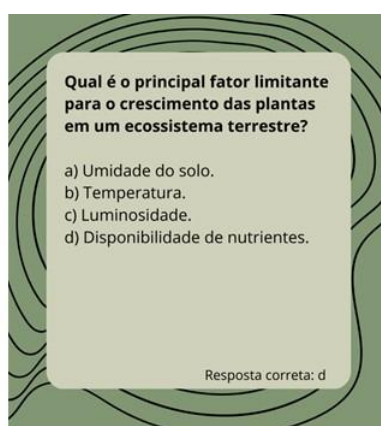 Qual é o principal fator limitante
para o crescimento das plantas
em um ecossistema terrestre?
a) Umidade do solo.
b) Temperatura.
c) Luminosidade.
d) Disponibilidade de nutrientes.
Resposta correta: d